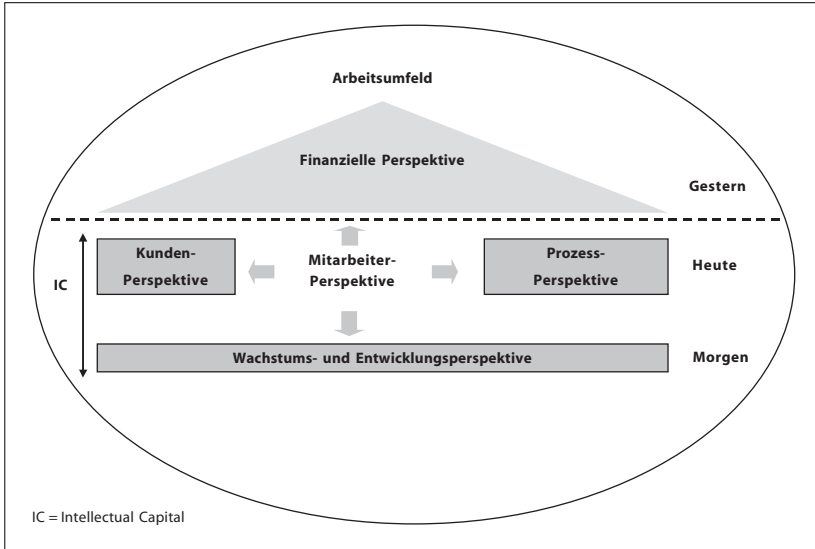 Arbeitsumfeld
Finanzielle Perspektive
Gestern
Kunden-
Perspektive
Mitarbeiter-
Perspektive
Prozess-
Perspektive
Heute
IC
Wachstums- und Entwicklungsperspektive
Morgen
IC = Intellectual Capital